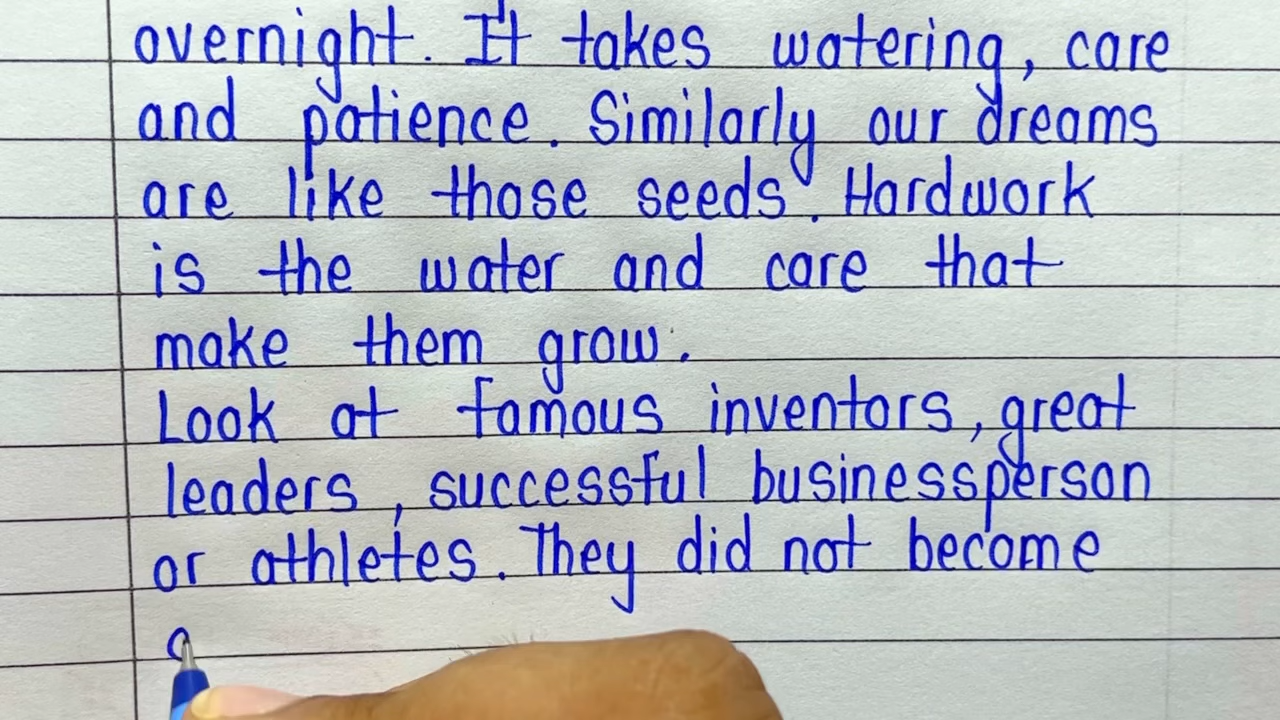 overnight. It takes watering, care
and patience. Similarly our dreams
are like those seeds. Hardwork
is the water and care that
make them grow.
Look at famous inventors, great
leaders, successful businessperson
or athletes. They did not become